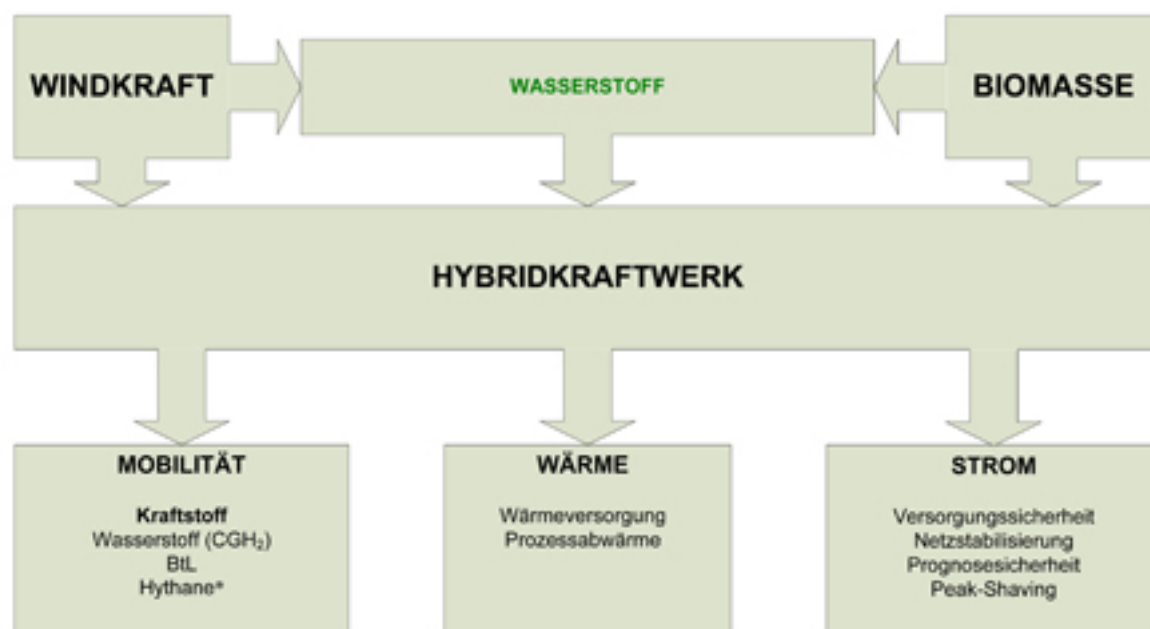 WINDKRAFT
WASSERSTOFF
BIOMASSE
HYBRIDKRAFTWERK
MOBILITÄT
Kraftstoff
Wasserstoff (CGH₂)
BtL
Hythane*
WÄRME
Wärmeversorgung
Prozessabwärme
STROM
Versorgungssicherheit
Netzstabilisierung
Prognosesicherheit
Peak-Shaving